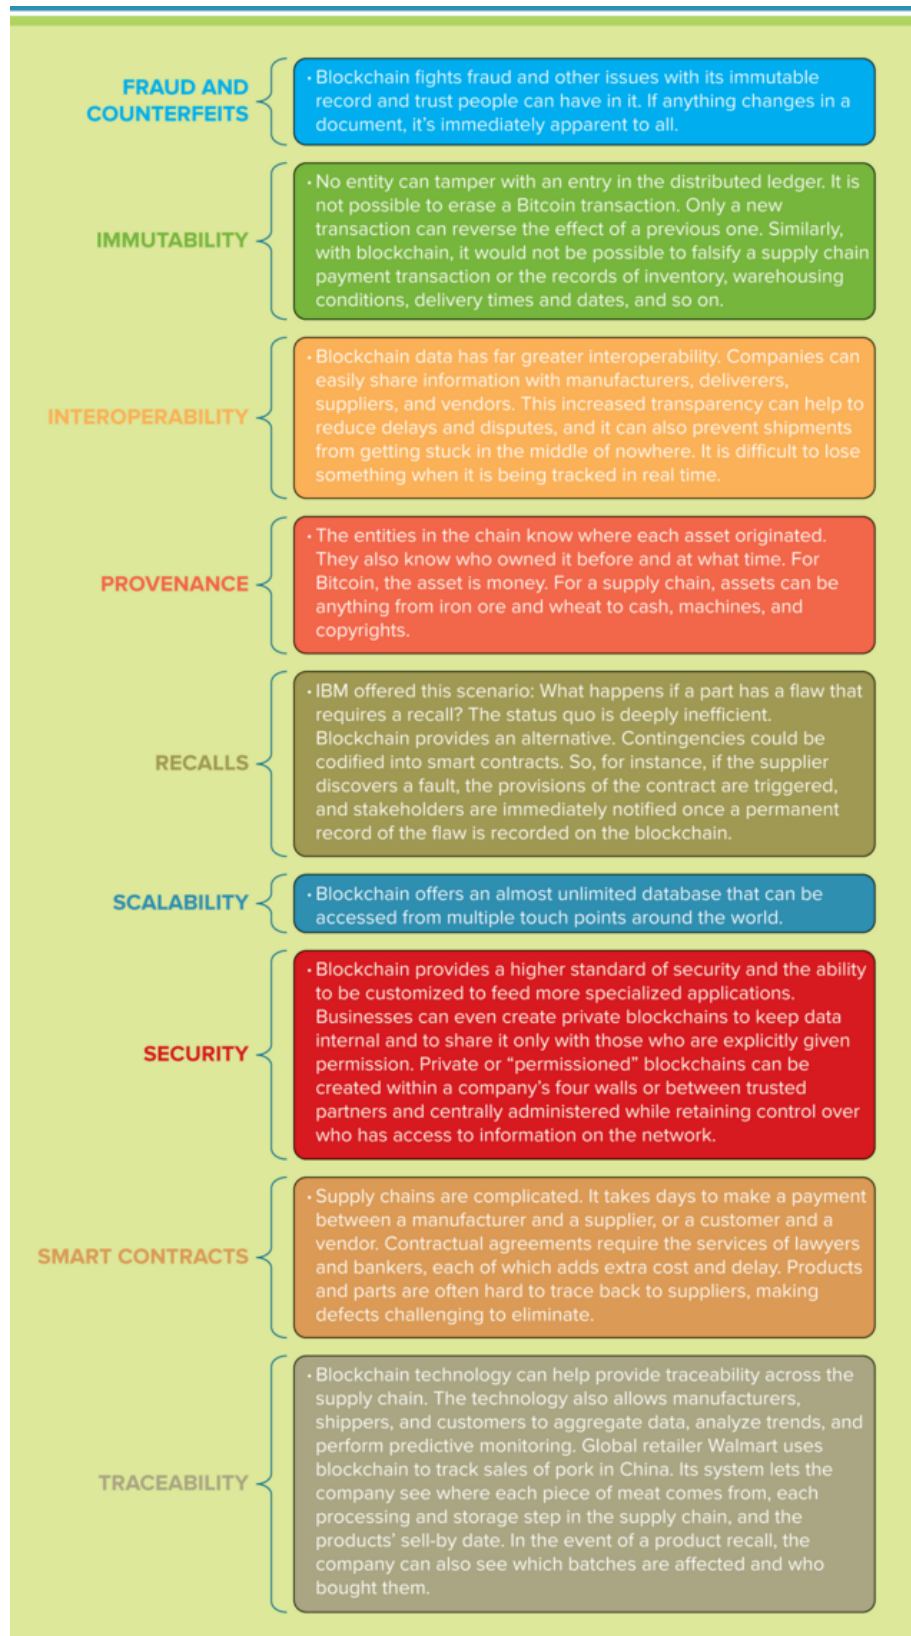 FRAUD AND
COUNTERFEITS
• Blockchain fights fraud and other issues with its immutable
record and trust people can have in it. If anything changes in a
document, it’s immediately apparent to all.
IMMUTABILITY
• No entity can tamper with an entry in the distributed ledger. It is
not possible to erase a Bitcoin transaction. Only a new
transaction can reverse the effect of a previous one. Similarly,
with blockchain, it would not be possible to falsify a supply chain
payment transaction or the records of inventory, warehousing
conditions, delivery times and dates, and so on.
INTEROPERABILITY
• Blockchain data has far greater interoperability. Companies can
easily share information with manufacturers, deliverers,
suppliers, and vendors. This increased transparency can help to
reduce delays and disputes, and it can also prevent shipments
from getting stuck in the middle of nowhere. It is difficult to lose
something when it is being tracked in real time.
PROVENANCE
• The entities in the chain know where each asset originated.
They also know who owned it before and at what time. For
Bitcoin, the asset is money. For a supply chain, assets can be
anything from iron ore and wheat to cash, machines, and
copyrights.
RECALLS
• IBM offered this scenario: What happens if a part has a flaw that
requires a recall? The status quo is deeply inefficient.
Blockchain provides an alternative. Contingencies could be
codified into smart contracts. So, for instance, if the supplier
discovers a fault, the provisions of the contract are triggered,
and stakeholders are immediately notified once a permanent
record of the flaw is recorded on the blockchain.
SCALABILITY
• Blockchain offers an almost unlimited database that can be
accessed from multiple touch points around the world.
SECURITY
• Blockchain provides a higher standard of security and the ability
to be customized to feed more specialized applications.
Businesses can even create private blockchains to keep data
internal and to share it only with those who are explicitly given
permission. Private or “permissioned” blockchains can be
created within a company’s four walls or between trusted
partners and centrally administered while retaining control over
who has access to information on the network.
SMART CONTRACTS
• Supply chains are complicated. It takes days to make a payment
between a manufacturer and a supplier, or a customer and a
vendor. Contractual agreements require the services of lawyers
and bankers, each of which adds extra cost and delay. Products
and parts are often hard to trace back to suppliers, making
defects challenging to eliminate.
TRACEABILITY
• Blockchain technology can help provide traceability across the
supply chain. The technology also allows manufacturers,
shippers, and customers to aggregate data, analyze trends, and
perform predictive monitoring. Global retailer Walmart uses
blockchain to track sales of pork in China. Its system lets the
company see where each piece of meat comes from, each
processing and storage step in the supply chain, and the
products’ sell-by date. In the event of a product recall, the
company can also see which batches are affected and who
bought them.